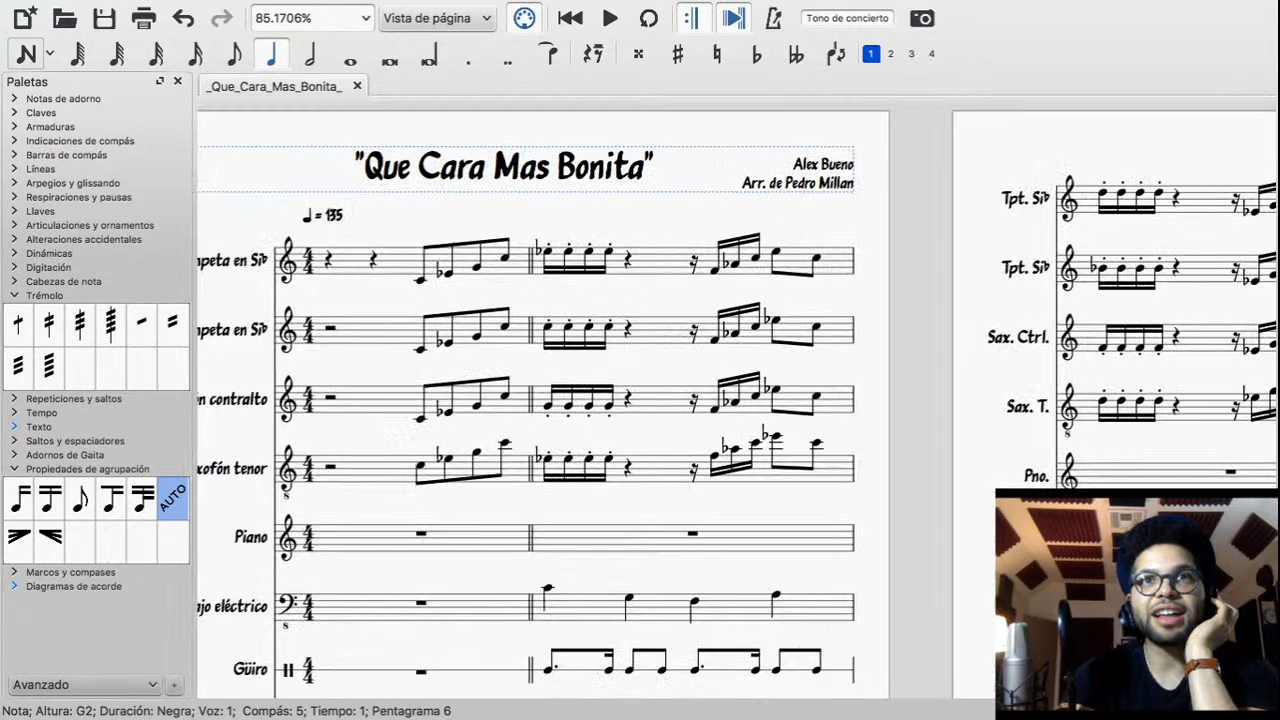 85.1706%
Vista de página
Tono de concierto
1 2 3 4
Paletas
_Que_Cara_Mas_Bonita_
Notas de adorno
Claves
Armaduras
Indicaciones de compás
Barras de compás
Líneas
Arpegios y glissando
Respiraciones y pausas
Llaves
Articulaciones y ornamentos
Alteraciones accidentales
Dinámicas
Digitación
Cabezas de nota
Trémolo
Repeticiones y saltos
Tempo
Texto
Saltos y espaciadores
Adornos de Gaita
Propiedades de agrupación
AUTO
Marcos y compases
Diagramas de acorde
Avanzado
"Que Cara Mas Bonita"
Alex Bueno
Arr. de Pedro Millan
= 135
mpeta en Sib
mpeta en Sib
ón contralto
xofón tenor
Piano
ajo eléctrico
Güiro
Tpt. Sib
Tpt. Sib
Sax. Ctrl.
Sax. T.
Pno.
Nota; Altura: G2; Duración: Negra; Voz: 1; Compás: 5; Tiempo: 1; Pentagrama 6